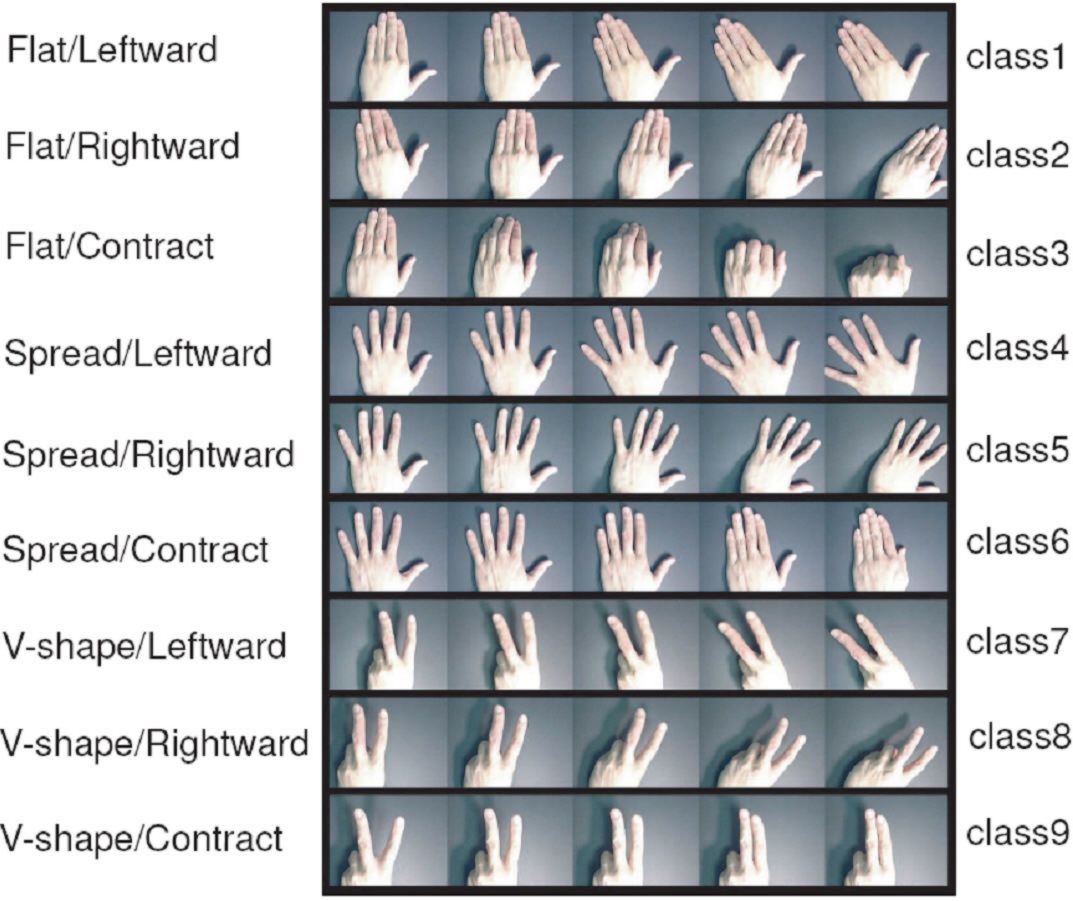 Flat/Leftward class1
Flat/Rightward class2
Flat/Contract class3
Spread/Leftward class4
Spread/Rightward class5
Spread/Contract class6
V-shape/Leftward class7
V-shape/Rightward class8
V-shape/Contract class9